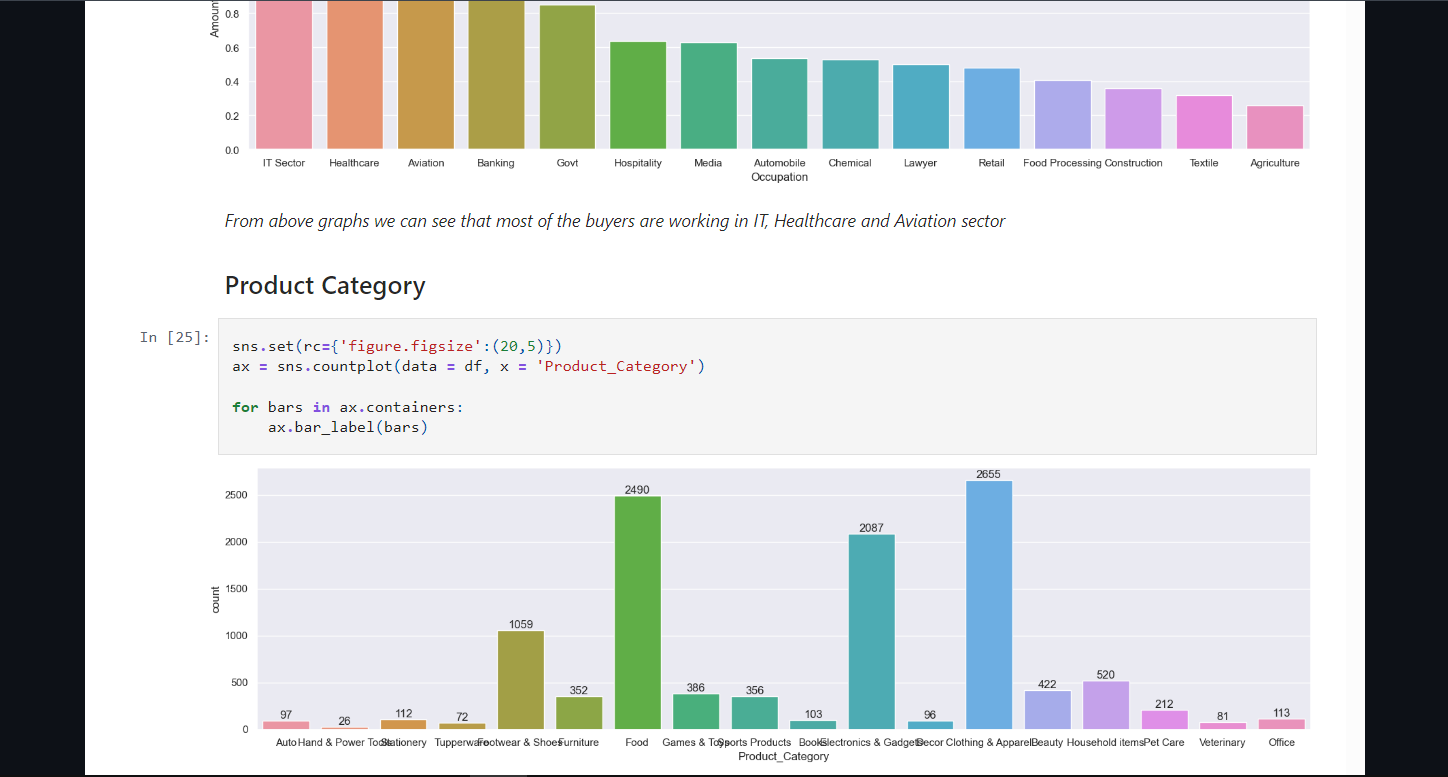 Amoun
0.8
0.6
0.4
0.2
0.0
IT Sector Healthcare Aviation Banking Govt Hospitality Media Automobile Chemical Lawyer Retail Food Processing Construction Textile Agriculture
Occupation
From above graphs we can see that most of the buyers are working in IT, Healthcare and Aviation sector
Product Category
In [25]:
sns.set(rc={'figure.figsize':(20,5)})
ax = sns.countplot(data = df, x = 'Product_Category')
for bars in ax.containers:
    ax.bar_label(bars)
2655
2490
2500
2087
2000
1500
count
1059
1000
520
500
422
386
352
356
212
97 26 112 72 103 96 81 113
0
Auto Hand & Power Tools Stationery Tupperware Footwear & Shoes Furniture Food Games & Toys Sports Products Books Electronics & Gadgets Decor Clothing & Apparel Beauty Household items Pet Care Veterinary Office
Product_Category